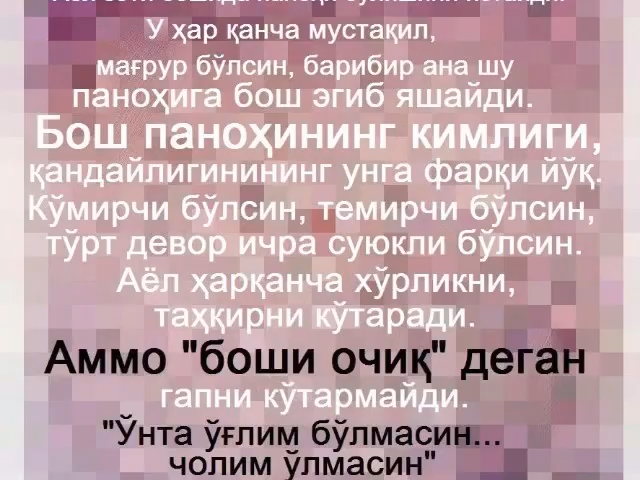 У ҳар қанча мустақил,
мағрур бўлсин, барибир ана шу
паноҳига бош эгиб яшайди.
Бош паноҳининг кимлиги,
қандайлигинининг унга фарқи йўқ.
Кўмирчи бўлсин, темирчи бўлсин,
тўрт девор ичра суюкли бўлсин.
Аёл ҳарқанча хўрликни,
таҳқирни кўтаради.
Аммо "боши очиқ" деган
гапни кўтармайди.
"Ўнта ўғлим бўлмасин...
чолим ўлмасин"